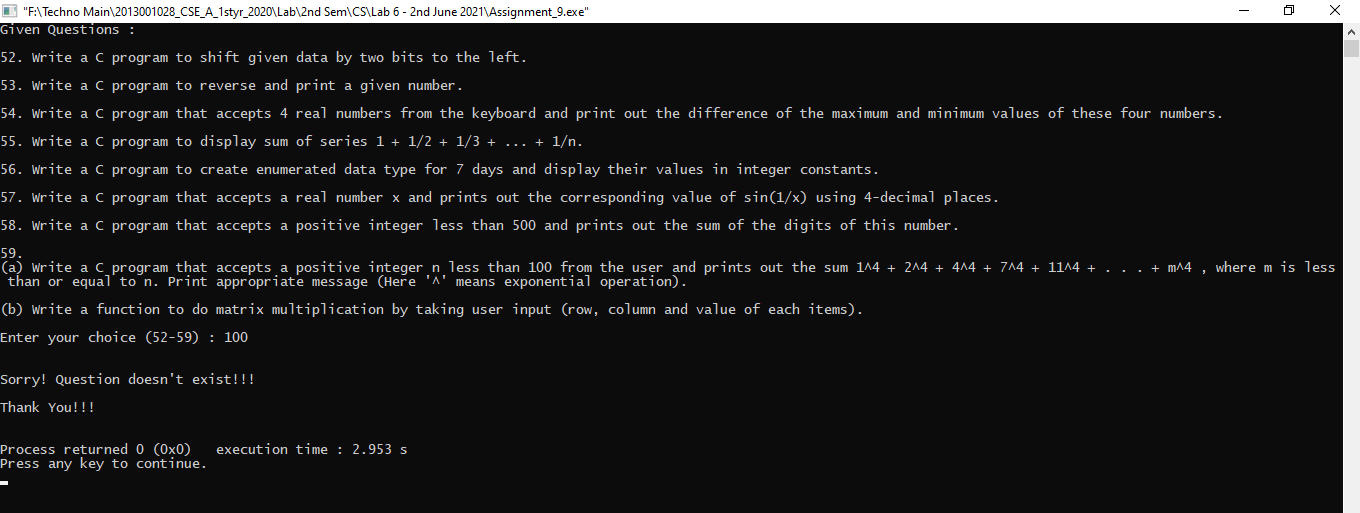 "F:\Techno Main\2013001028_CSE_A_1styr_2020\Lab\2nd Sem\CS\Lab 6 - 2nd June 2021\Assignment_9.exe"
Given Questions :
52. Write a C program to shift given data by two bits to the left.
53. Write a C program to reverse and print a given number.
54. Write a C program that accepts 4 real numbers from the keyboard and print out the difference of the maximum and minimum values of these four numbers.
55. Write a C program to display sum of series 1 + 1/2 + 1/3 + ... + 1/n.
56. Write a C program to create enumerated data type for 7 days and display their values in integer constants.
57. Write a C program that accepts a real number x and prints out the corresponding value of sin(1/x) using 4-decimal places.
58. Write a C program that accepts a positive integer less than 500 and prints out the sum of the digits of this number.
59.
(a) Write a C program that accepts a positive integer n less than 100 from the user and prints out the sum 1^4 + 2^4 + 4^4 + 7^4 + 11^4 + . . . + m^4 , where m is less
than or equal to n. Print appropriate message (Here '^' means exponential operation).
(b) Write a function to do matrix multiplication by taking user input (row, column and value of each items).
Enter your choice (52-59) : 100
Sorry! Question doesn't exist!!!
Thank You!!!
Process returned 0 (0x0)   execution time : 2.953 s
Press any key to continue.